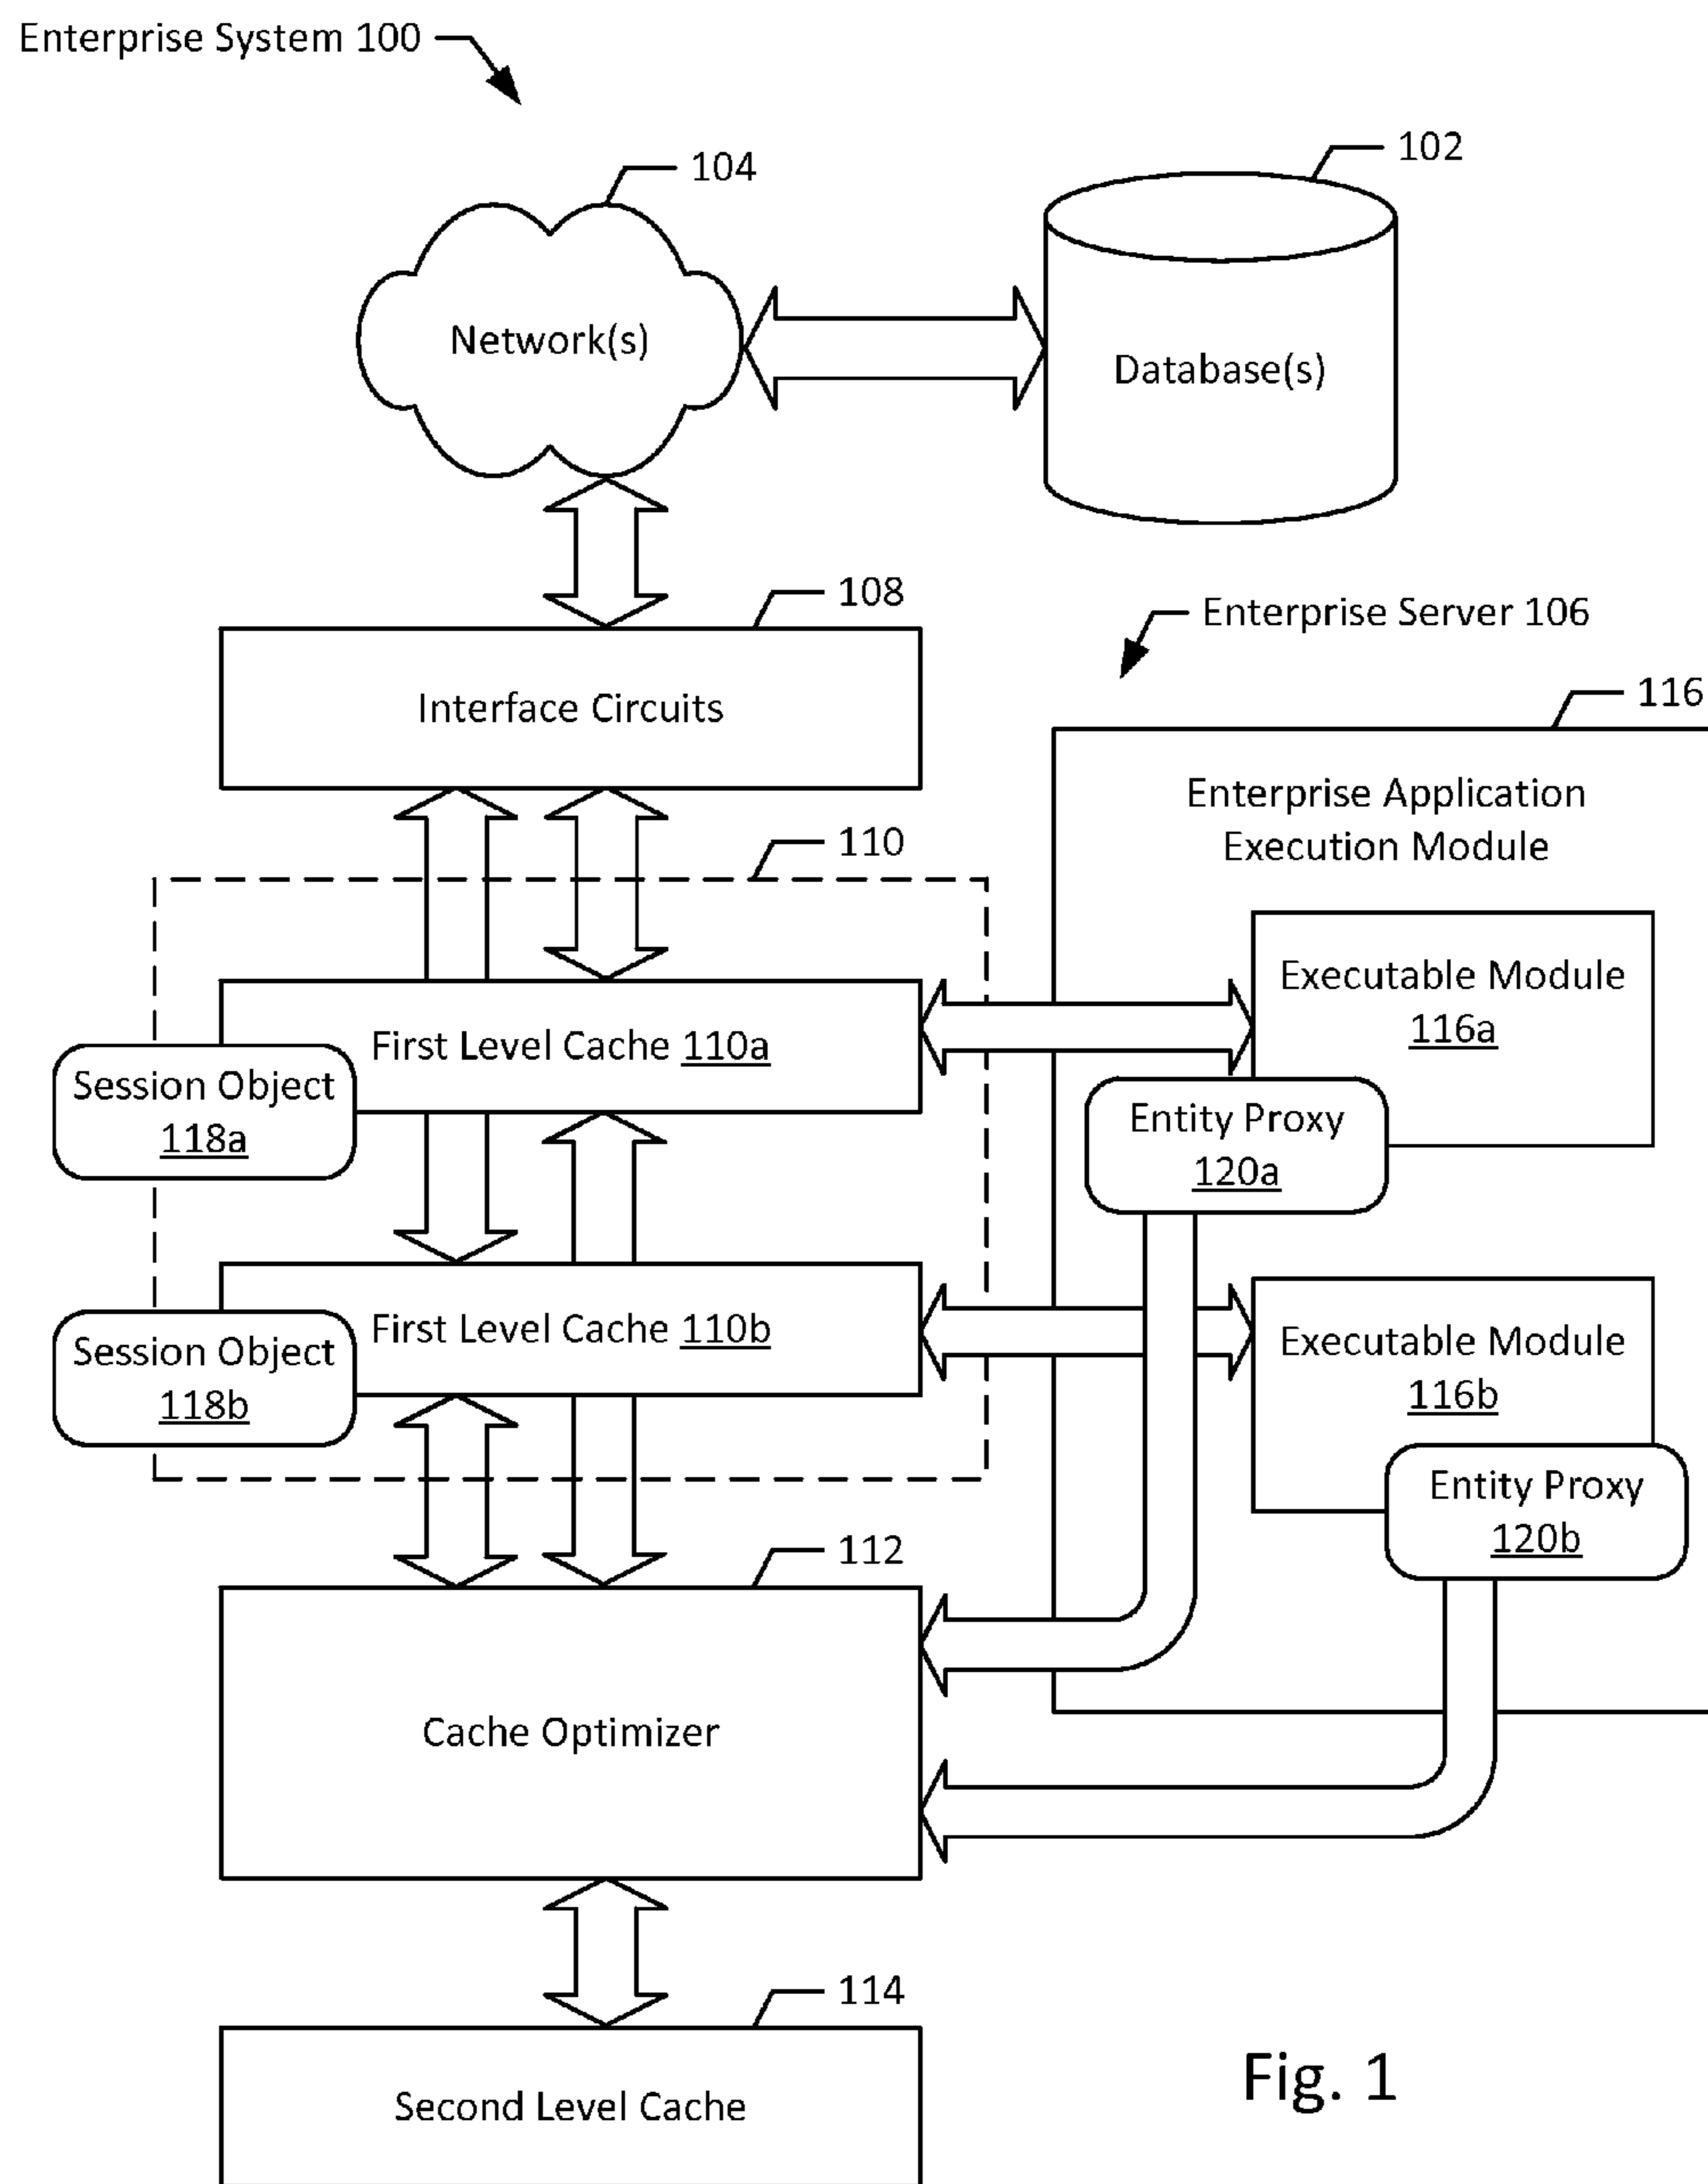 Enterprise System 100
104
102
Network(s)
Database(s)
108
Enterprise Server 106
Interface Circuits
116
Enterprise Application
Execution Module
110
Executable Module
116a
First Level Cache 110a
Session Object
118a
Entity Proxy
120a
First Level Cache 110b
Session Object
118b
Executable Module
116b
Entity Proxy
120b
112
Cache Optimizer
114
Second Level Cache
Fig. 1